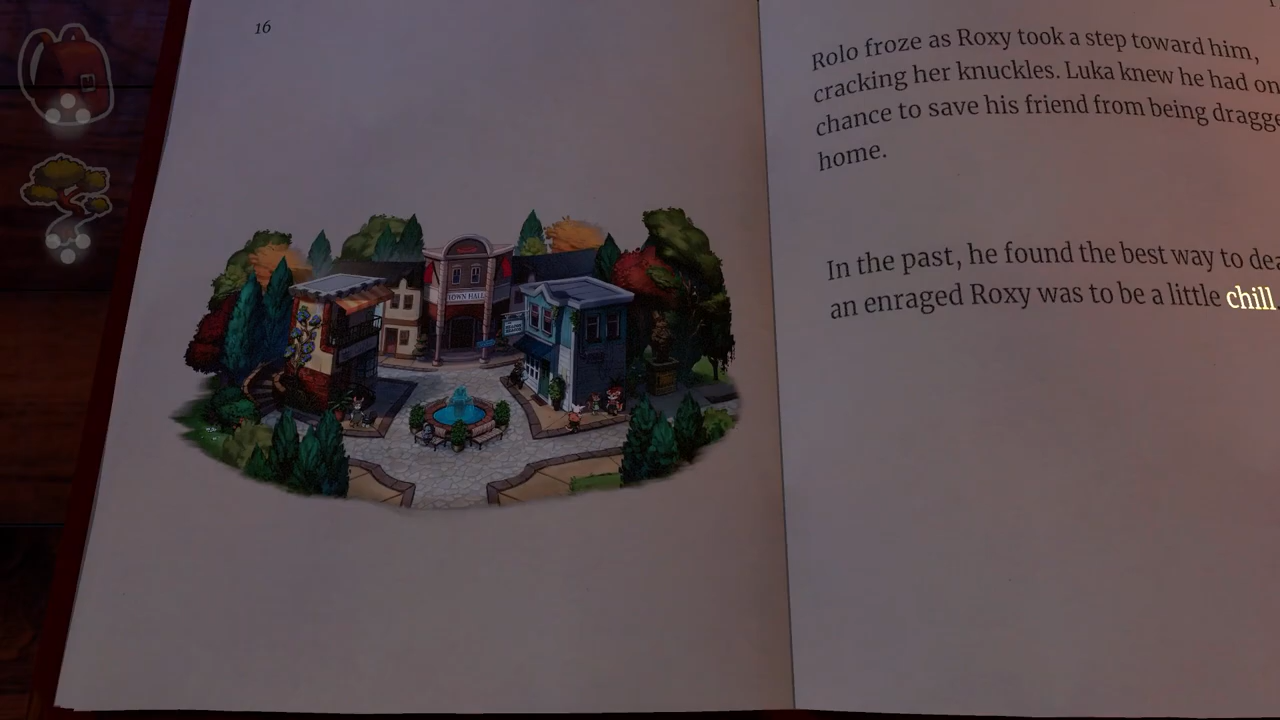 16
Rolo froze as Roxy took a step toward him,
cracking her knuckles. Luka knew he had on
chance to save his friend from being dragge
home.
In the past, he found the best way to dea
an enraged Roxy was to be a little chill
TOWN HALL